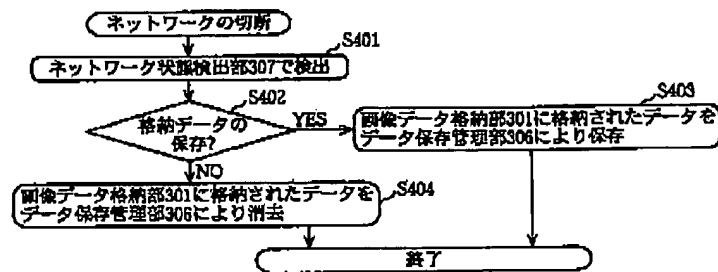 ネットワークの切断
S401
ネットワーク状態検出部307で検出
S402
格納データの
保存?
YES
S403
画像データ格納部301に格納されたデータを
データ保存管理部306により保存
NO
S404
画像データ格納部301に格納されたデータを
データ保存管理部306により消去
終了